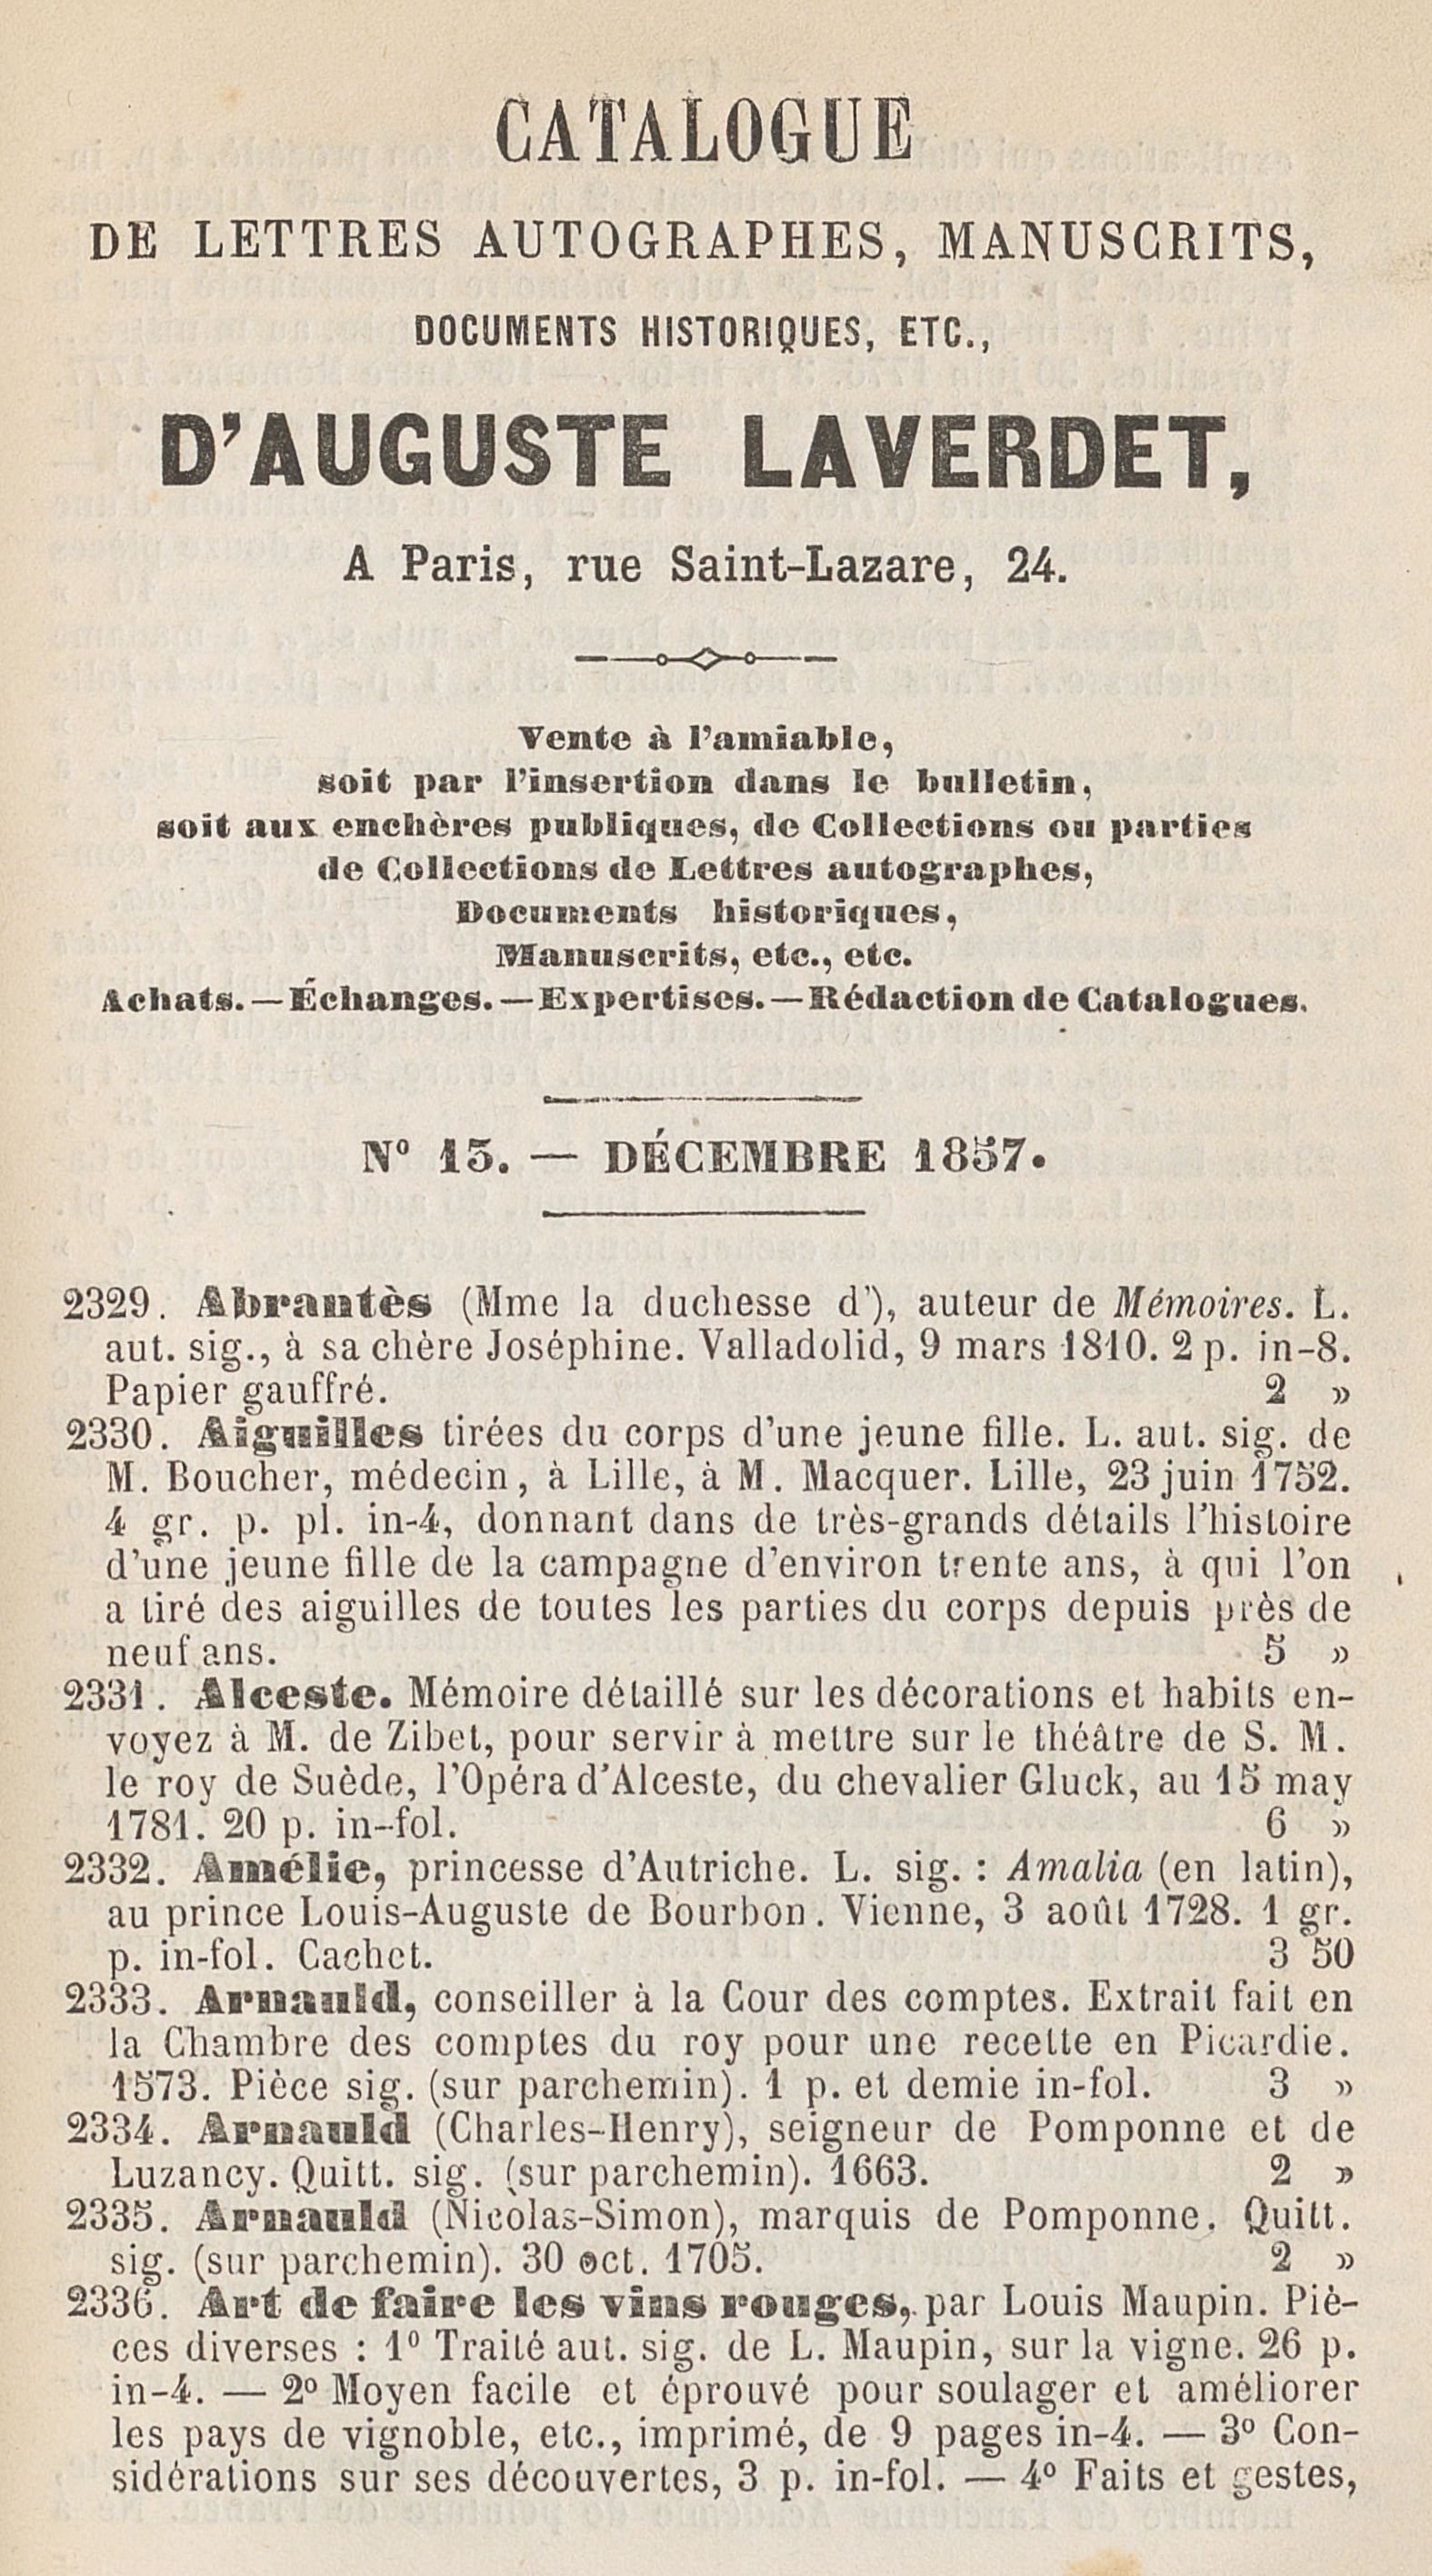 CATALOGUE
DE LETTRES AUTOGRAPHES, MANUSCRITS,
DOCUMENTS HISTORIQUES, ETC.,
D'AUGUSTE LAVERDET,
A Paris, rue Saint-Lazare, 24.
Vente à l'amiable,
soit par l'insertion dans le bulletin,
soit aux enchères publiques, de Collections ou parties
de Collections de Lettres autographes,
Documents historiques,
Manuscrits, etc., etc.
Achats. — Échanges. — Expertises. — Rédaction de Catalogues.
Nº 15. — DÉCEMBRE 1857.
2329. Abrantès (Mme la duchesse d'), auteur de Mémoires. L.
aut. sig., à sa chère Joséphine. Valladolid, 9 mars 1810. 2 p. in-8.
Papier gauffré. 2 »
2330. Aiguilles tirées du corps d'une jeune fille. L. aut. sig. de
M. Boucher, médecin, à Lille, à M. Macquer. Lille, 23 juin 1752.
4 gr. p. pl. in-4, donnant dans de très-grands détails l'histoire
d'une jeune fille de la campagne d'environ trente ans, à qui l'on
a tiré des aiguilles de toutes les parties du corps depuis près de
neuf ans. 5 »
2331. Alceste. Mémoire détaillé sur les décorations et habits en-
voyez à M. de Zibet, pour servir à mettre sur le théâtre de S. M.
le roy de Suède, l'Opéra d'Alceste, du chevalier Gluck, au 15 may
1781. 20 p. in-fol. 6 »
2332. Amélie, princesse d'Autriche. L. sig. : Amalia (en latin),
au prince Louis-Auguste de Bourbon. Vienne, 3 août 1728. 1 gr.
p. in-fol. Cachet. 3 50
2333. Arnauld, conseiller à la Cour des comptes. Extrait fait en
la Chambre des comptes du roy pour une recette en Picardie.
1573. Pièce sig. (sur parchemin). 1 p. et demie in-fol. 3 »
2334. Arnauld (Charles-Henry), seigneur de Pomponne et de
Luzancy. Quitt. sig. (sur parchemin). 1663. 2 »
2335. Arnauld (Nicolas-Simon), marquis de Pomponne. Quitt.
sig. (sur parchemin). 30 oct. 1705. 2 »
2336. Art de faire les vins rouges, par Louis Maupin. Piè-
ces diverses : 1º Traité aut. sig. de L. Maupin, sur la vigne. 26 p.
in-4. — 2º Moyen facile et éprouvé pour soulager et améliorer
les pays de vignoble, etc., imprimé, de 9 pages in-4. — 3º Con-
sidérations sur ses découvertes, 3 p. in-fol. — 4º Faits et gestes,